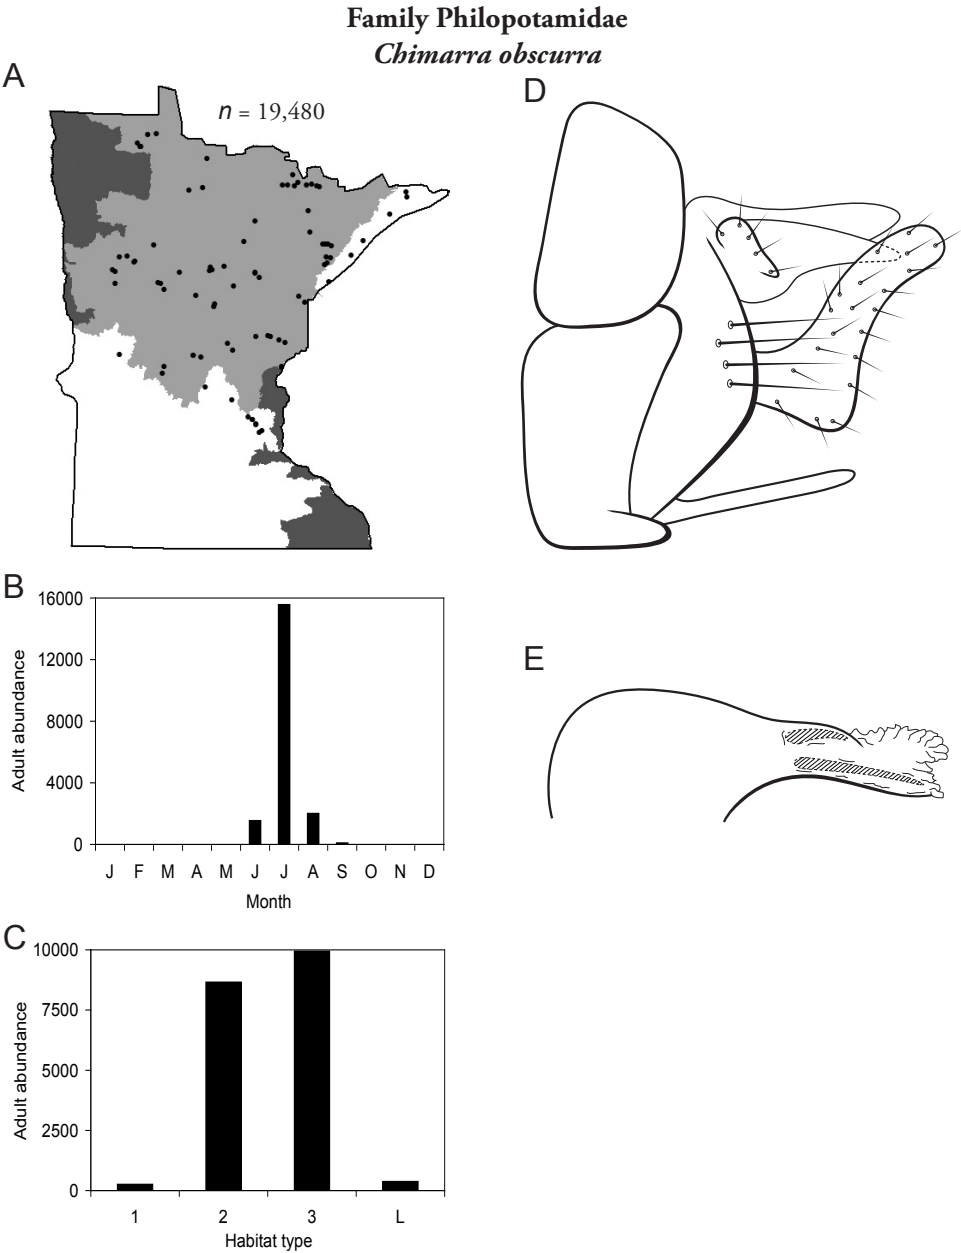 Family Philopotamidae
Chimarra obscurra
A
n = 19,480
D
B
16000
12000
8000
4000
0
Adult abundance
J F M A M J J A S O N D
Month
E
C
10000
7500
5000
2500
0
Adult abundance
1 2 3 L
Habitat type